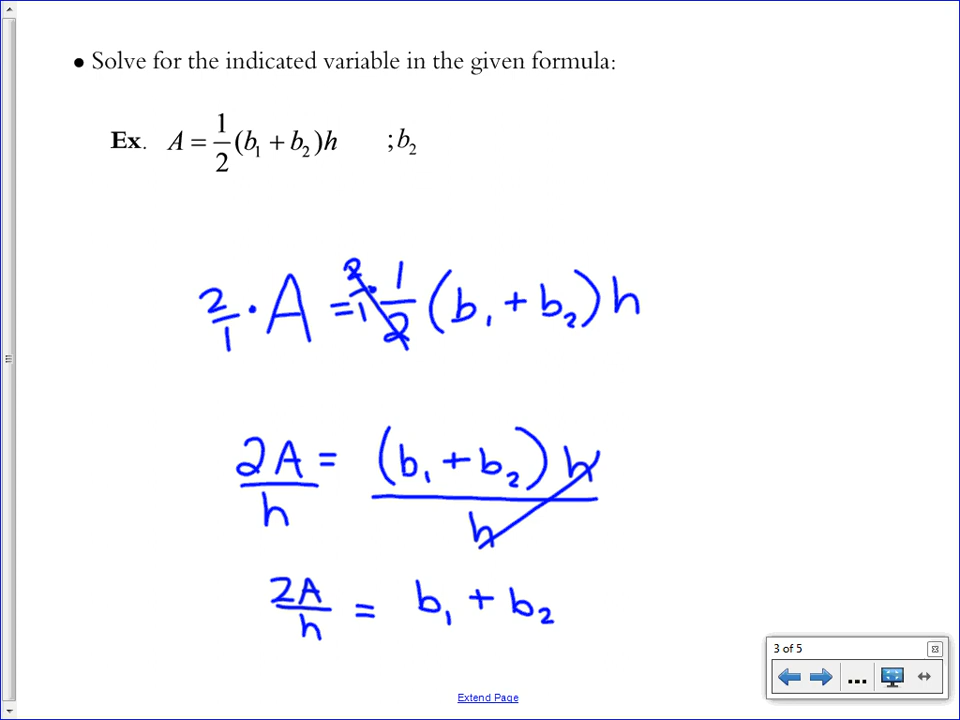 • Solve for the indicated variable in the given formula:
Ex. A = 1/2 (b₁ + b₂)h ; b₂
2/1 · A = 2/1 · 1/2 (b₁ + b₂) h
2A/h = (b₁ + b₂) h/h
2A/h = b₁ + b₂
3 of 5
...
Extend Page